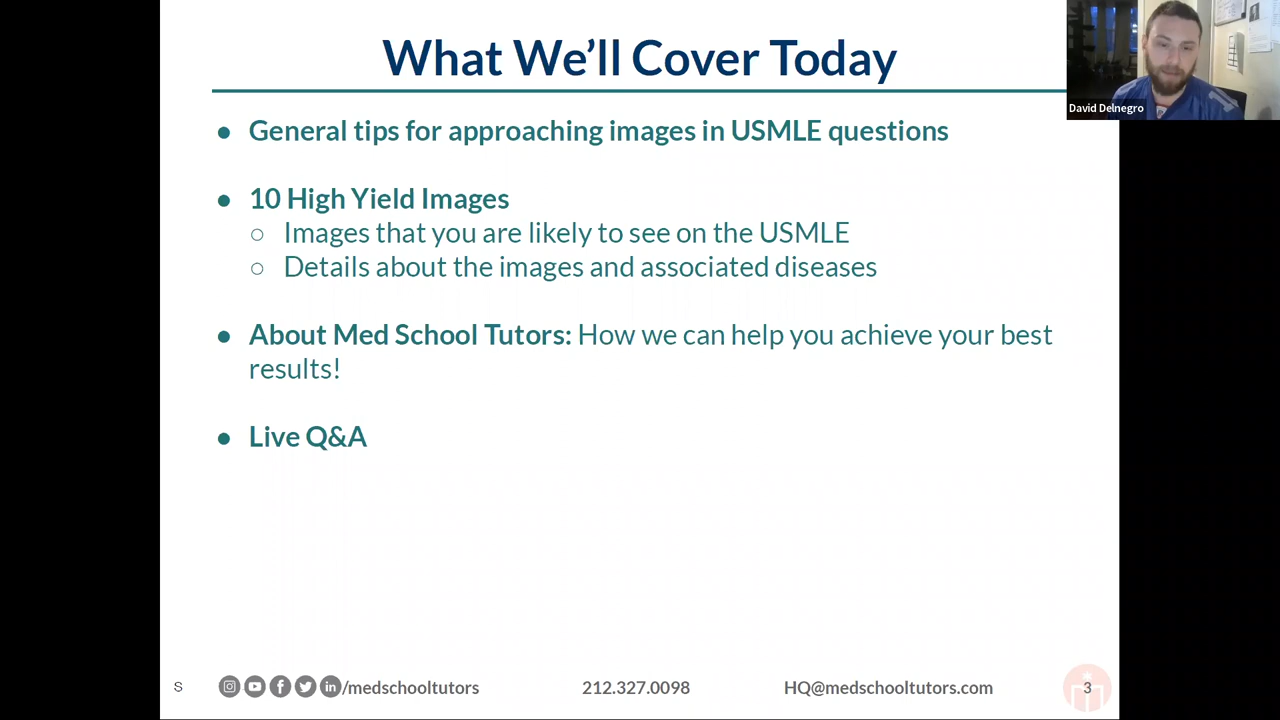 What We’ll Cover Today
David Delnegro
● General tips for approaching images in USMLE questions
● 10 High Yield Images
○ Images that you are likely to see on the USMLE
○ Details about the images and associated diseases
● About Med School Tutors: How we can help you achieve your best
results!
● Live Q&A
S
/medschooltutors
212.327.0098
HQ@medschooltutors.com
3